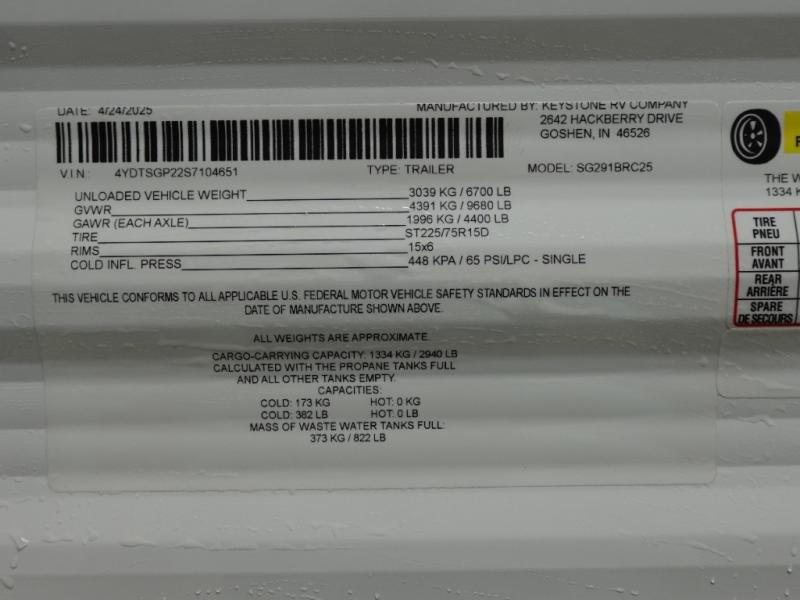 DATE: 4/24/2025
MANUFACTURED BY: KEYSTONE RV COMPANY
2642 HACKBERRY DRIVE
GOSHEN, IN 46526
V.I.N.: 4YDTSGP22S7104651 TYPE: TRAILER MODEL: SG291BRC25
UNLOADED VEHICLE WEIGHT 3039 KG / 6700 LB
GVWR 4391 KG / 9680 LB
GAWR (EACH AXLE) 1996 KG / 4400 LB
TIRE ST225/75R15D
RIMS 15x6
COLD INFL. PRESS 448 KPA / 65 PSI/LPC - SINGLE
THIS VEHICLE CONFORMS TO ALL APPLICABLE U.S. FEDERAL MOTOR VEHICLE SAFETY STANDARDS IN EFFECT ON THE
DATE OF MANUFACTURE SHOWN ABOVE.
ALL WEIGHTS ARE APPROXIMATE.
CARGO-CARRYING CAPACITY: 1334 KG / 2940 LB
CALCULATED WITH THE PROPANE TANKS FULL
AND ALL OTHER TANKS EMPTY.
CAPACITIES:
COLD: 173 KG HOT: 0 KG
COLD: 382 LB HOT: 0 LB
MASS OF WASTE WATER TANKS FULL:
373 KG / 822 LB
THE
1334
TIRE
PNEU
FRONT
AVANT
REAR
ARRIÈRE
SPARE
DE SECOURS